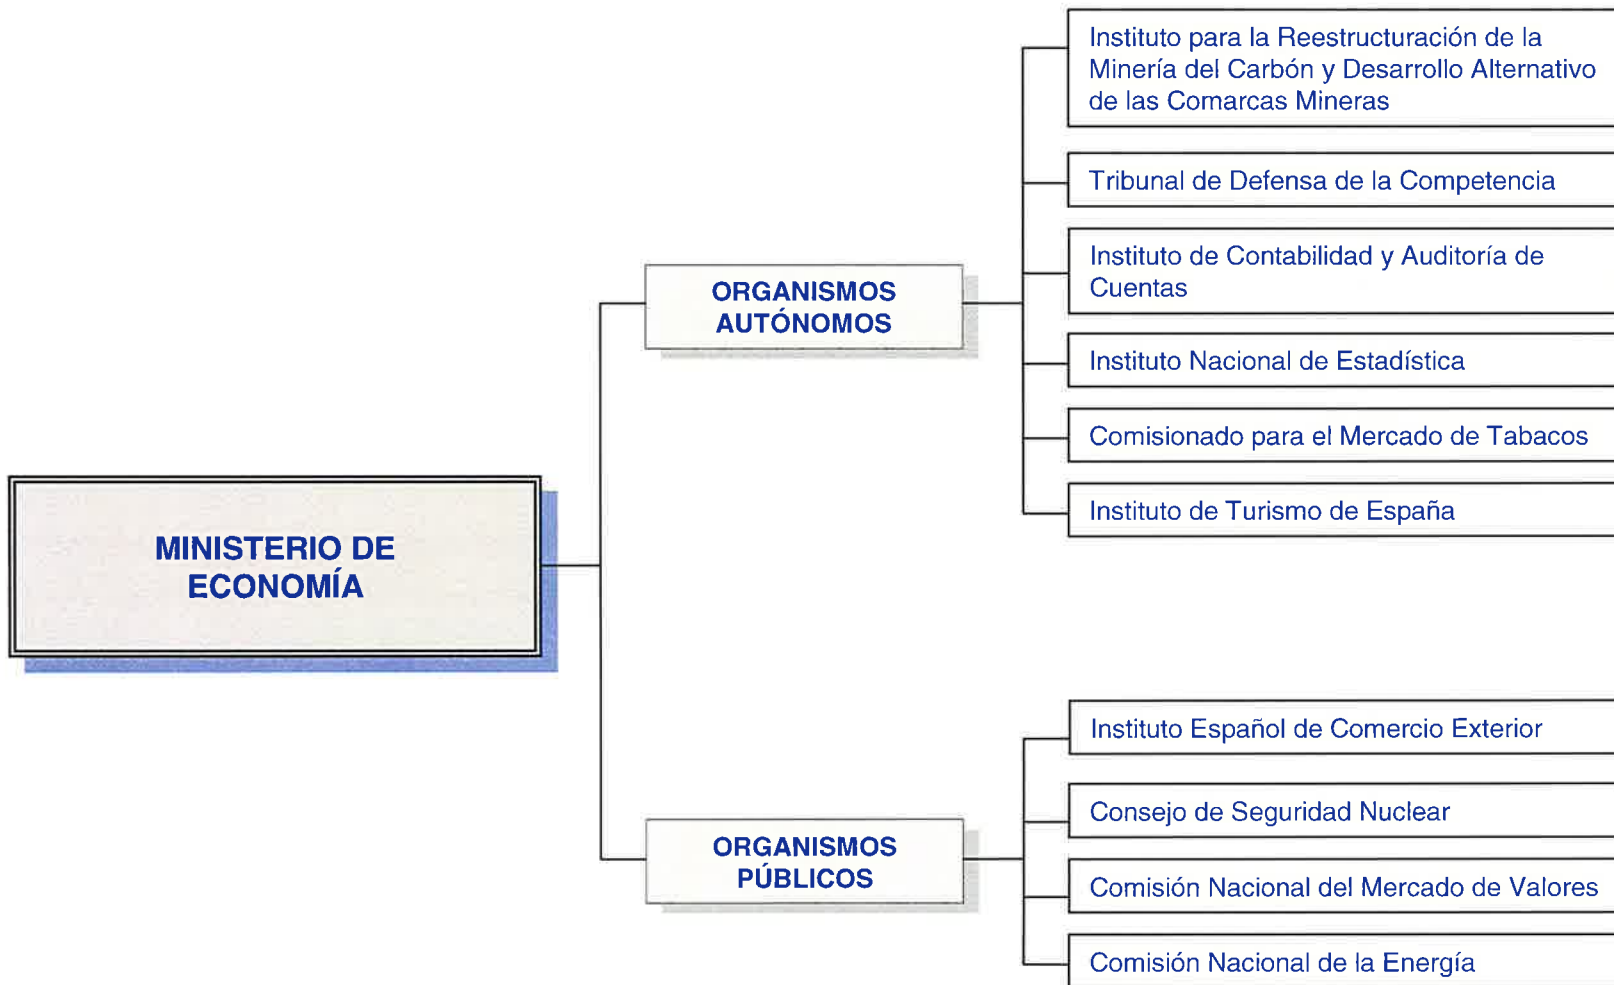 Instituto para la Reestructuración de la
Minería del Carbón y Desarrollo Alternativo
de las Comarcas Mineras
Tribunal de Defensa de la Competencia
Instituto de Contabilidad y Auditoría de
Cuentas
ORGANISMOS
AUTÓNOMOS
Instituto Nacional de Estadística
Comisionado para el Mercado de Tabacos
Instituto de Turismo de España
MINISTERIO DE
ECONOMÍA
Instituto Español de Comercio Exterior
Consejo de Seguridad Nuclear
ORGANISMOS
PÚBLICOS
Comisión Nacional del Mercado de Valores
Comisión Nacional de la Energía